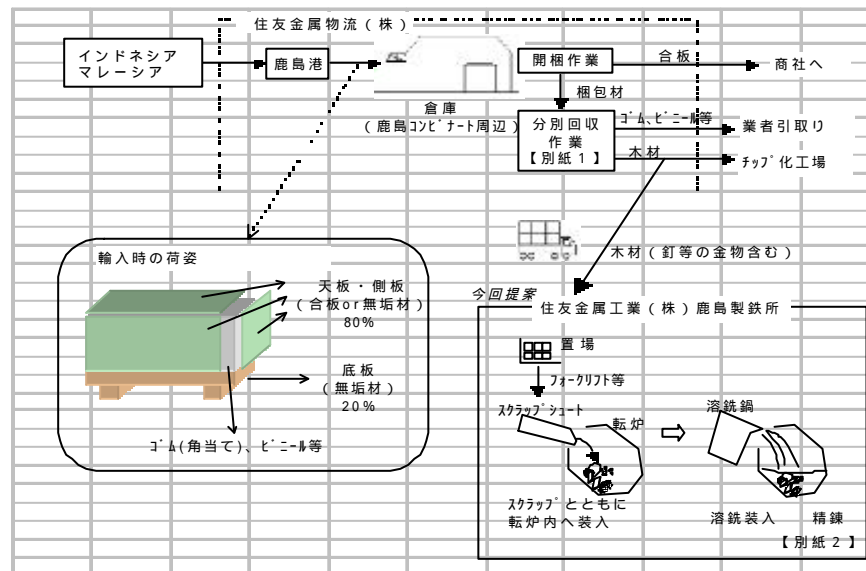 住友金属物流（株）
インドネシア
マレーシア
鹿島港
開梱作業
合板
商社へ
倉庫
（鹿島ｺﾝﾋﾞﾅｰﾄ周辺）
梱包材
分別回収
作業
【別紙１】
ｺﾞﾑ､ﾋﾞﾆｰﾙ等
業者引取り
木材
ﾁｯﾌﾟ化工場
輸入時の荷姿
天板・側板
（合板or無垢材）
80%
底板
（無垢材）
20%
ｺﾞﾑ(角当て)、ﾋﾞﾆｰﾙ等
木材（釘等の金物含む）
今回提案
住友金属工業（株）鹿島製鉄所
置場
ﾌｫｰｸﾘﾌﾄ等
ｽｸﾗｯﾌﾟｼｭｰﾄ
転炉
溶銑鍋
ｽｸﾗｯﾌﾟとともに
転炉内へ装入
溶銑装入
精錬
【別紙２】